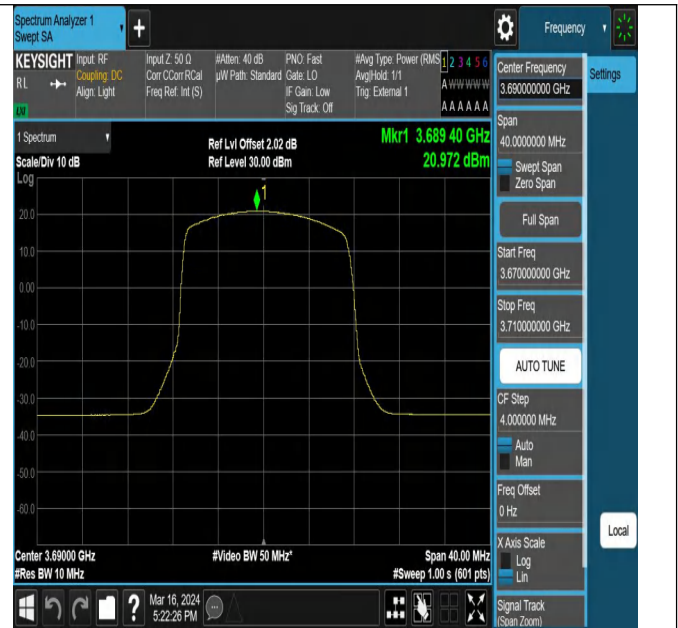 Spectrum Analyzer 1
Swept SA
Frequency
KEYSIGHT
RL
LXI
Input: RF
Coupling: DC
Align: Light
Input Z: 50 Ω
Corr CCorr RCal
Freq Ref: Int (S)
#Atten: 40 dB
µW Path: Standard
PNO: Fast
Gate: LO
IF Gain: Low
Sig Track: Off
#Avg Type: Power (RMS
Avg|Hold: 1/1
Trig: External 1
1 2 3 4 5 6
A W W W W W
A A A A A A
1 Spectrum
Scale/Div 10 dB
Log
Ref Lvl Offset 2.02 dB
Ref Level 30.00 dBm
Mkr1 3.689 40 GHz
20.972 dBm
1
20.0
10.0
0.00
-10.0
-20.0
-30.0
-40.0
-50.0
-60.0
Center 3.69000 GHz
#Res BW 10 MHz
#Video BW 50 MHz*
Span 40.00 MHz
#Sweep 1.00 s (601 pts)
Center Frequency
3.690000000 GHz
Settings
Span
40.0000000 MHz
Swept Span
Zero Span
Full Span
Start Freq
3.670000000 GHz
Stop Freq
3.710000000 GHz
AUTO TUNE
CF Step
4.000000 MHz
Auto
Man
Freq Offset
0 Hz
X Axis Scale
Log
Lin
Local
Signal Track
(Span Zoom)
?
Mar 16, 2024
5:22:26 PM